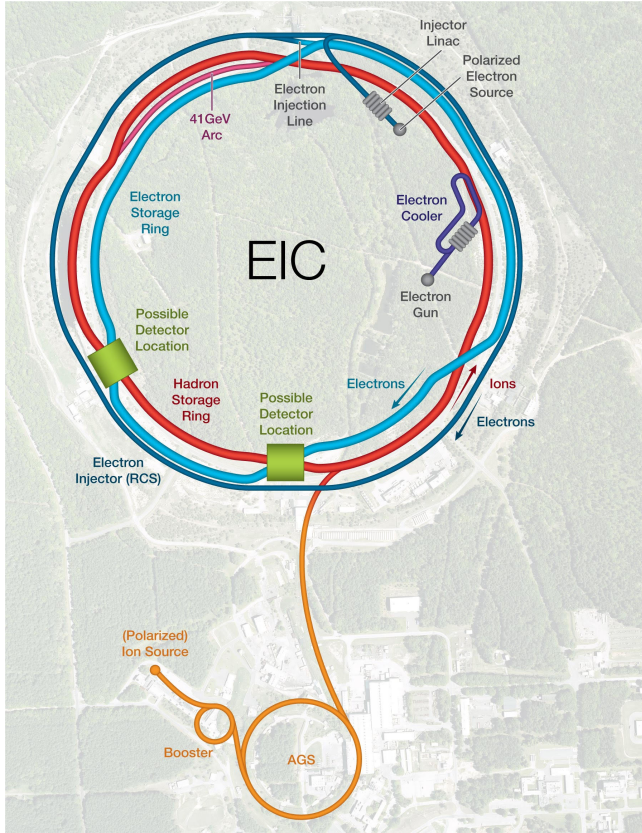 Injector
Linac
Polarized
Electron
Source
Electron
Injection
Line
41GeV
Arc
Electron
Storage
Ring
Electron
Cooler
EIC
Electron
Gun
Possible
Detector
Location
Hadron
Storage
Ring
Possible
Detector
Location
Electrons
Ions
Electrons
Electron
Injector (RCS)
(Polarized)
Ion Source
Booster
AGS